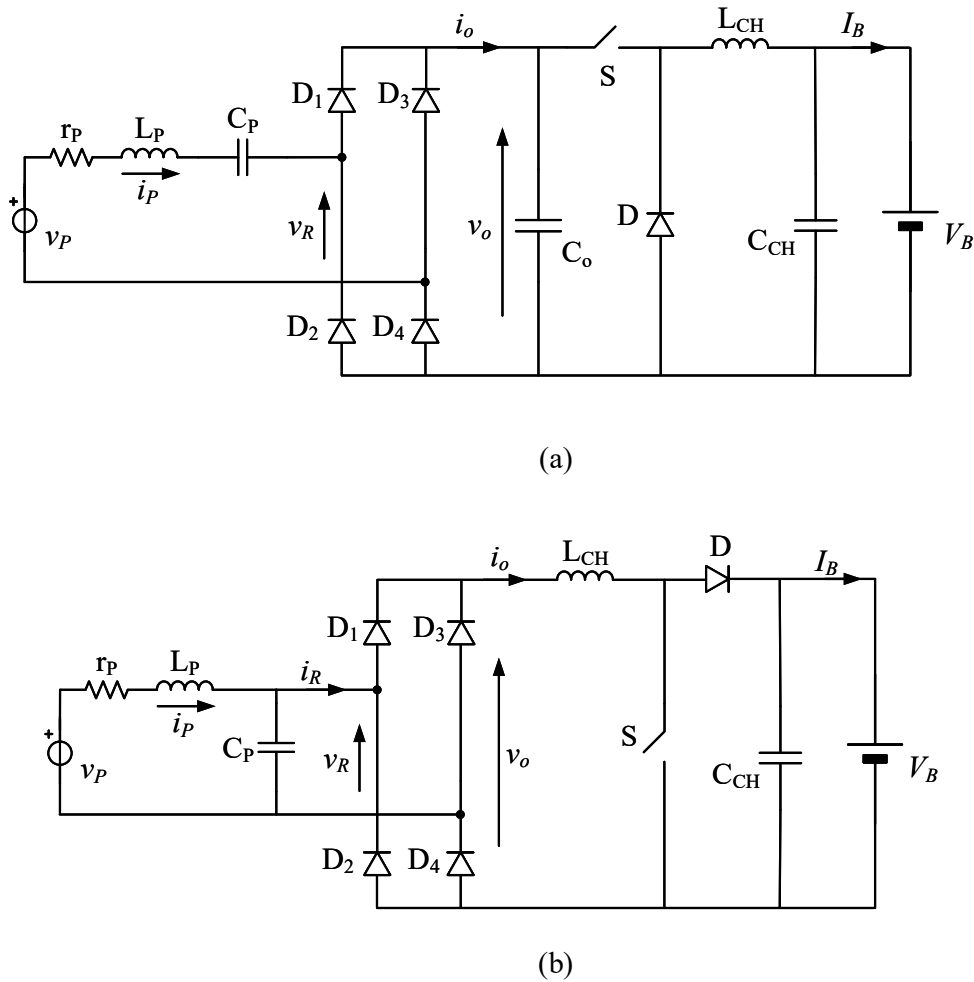 i_o
L_CH
I_B
S
D_1
D_3
r_P
L_P
C_P
i_P
+
v_P
v_R
v_o
C_o
D
C_CH
V_B
D_2
D_4
(a)
i_o
L_CH
D
I_B
D_1
D_3
r_P
L_P
i_R
i_P
+
v_P
C_P
v_R
v_o
S
C_CH
V_B
D_2
D_4
(b)